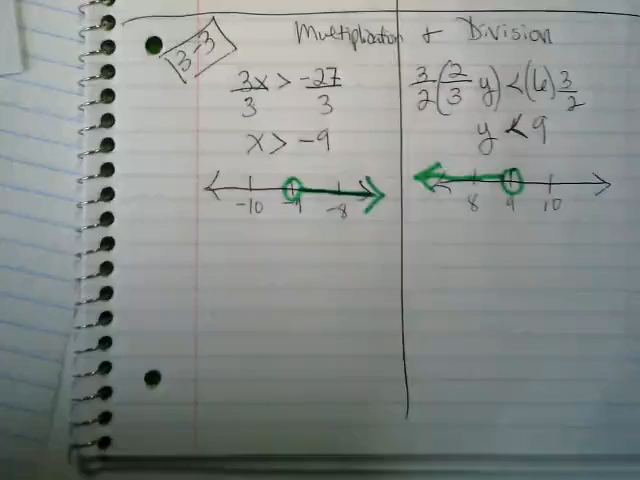 3-3
Multiplication + Division
3x/3 > -27/3
x > -9
-10 -9 -8
3/2 (2/3 y) < (6) 3/2
y < 9
8 9 10